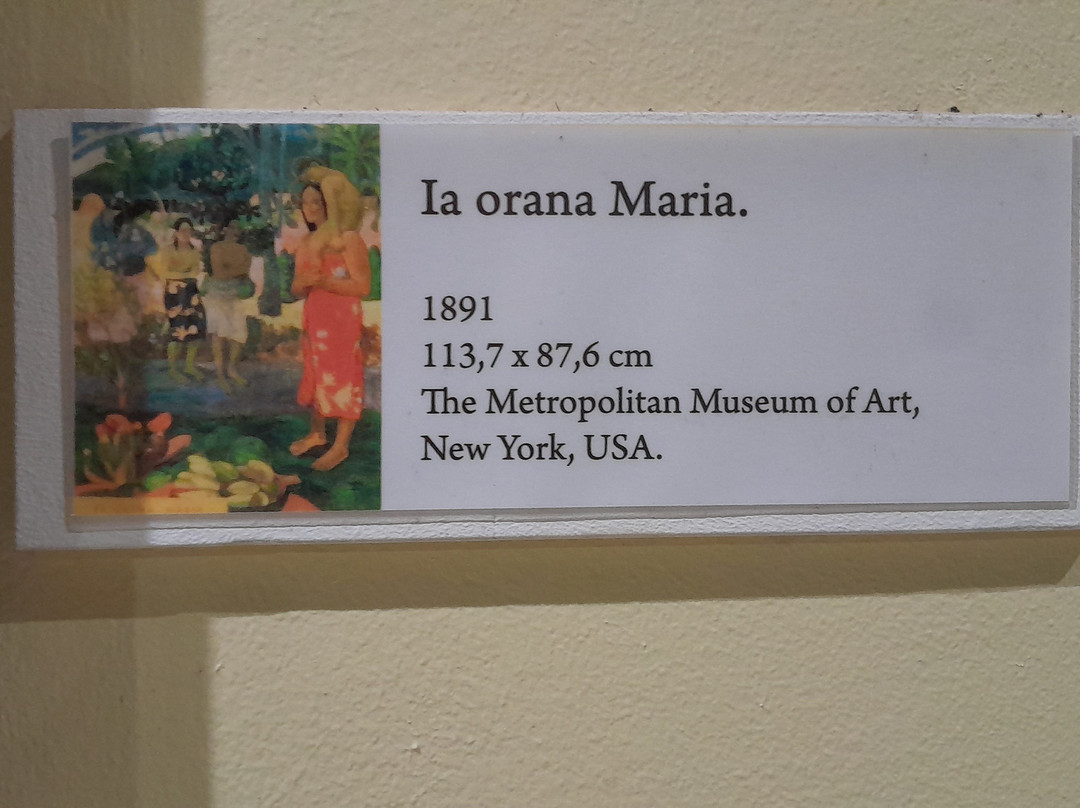 Ia orana Maria.
1891
113,7 x 87,6 cm
The Metropolitan Museum of Art,
New York, USA.